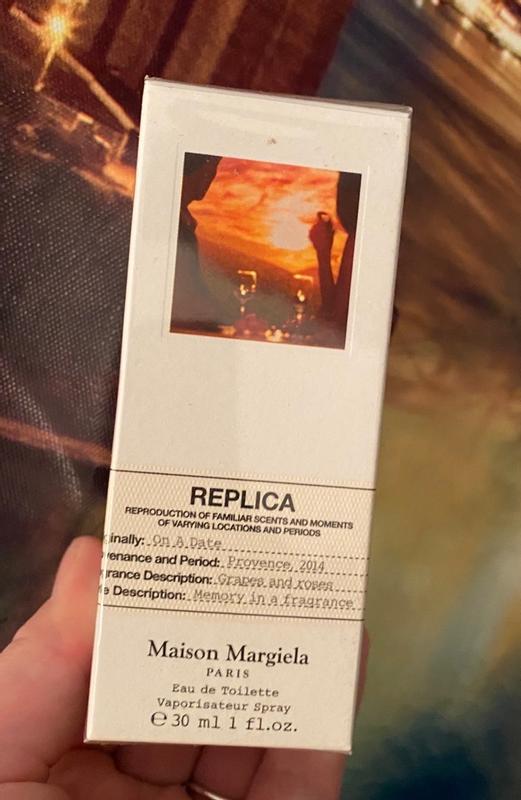 REPLICA
REPRODUCTION OF FAMILIAR SCENTS AND MOMENTS
OF VARYING LOCATIONS AND PERIODS
inally: On A Date
venance and Period: Provence, 2014
grance Description: Grapes and roses
e Description: Memory in a fragrance
Maison Margiela
PARIS
Eau de Toilette
Vaporisateur Spray
℮ 30 ml 1 fl.oz.